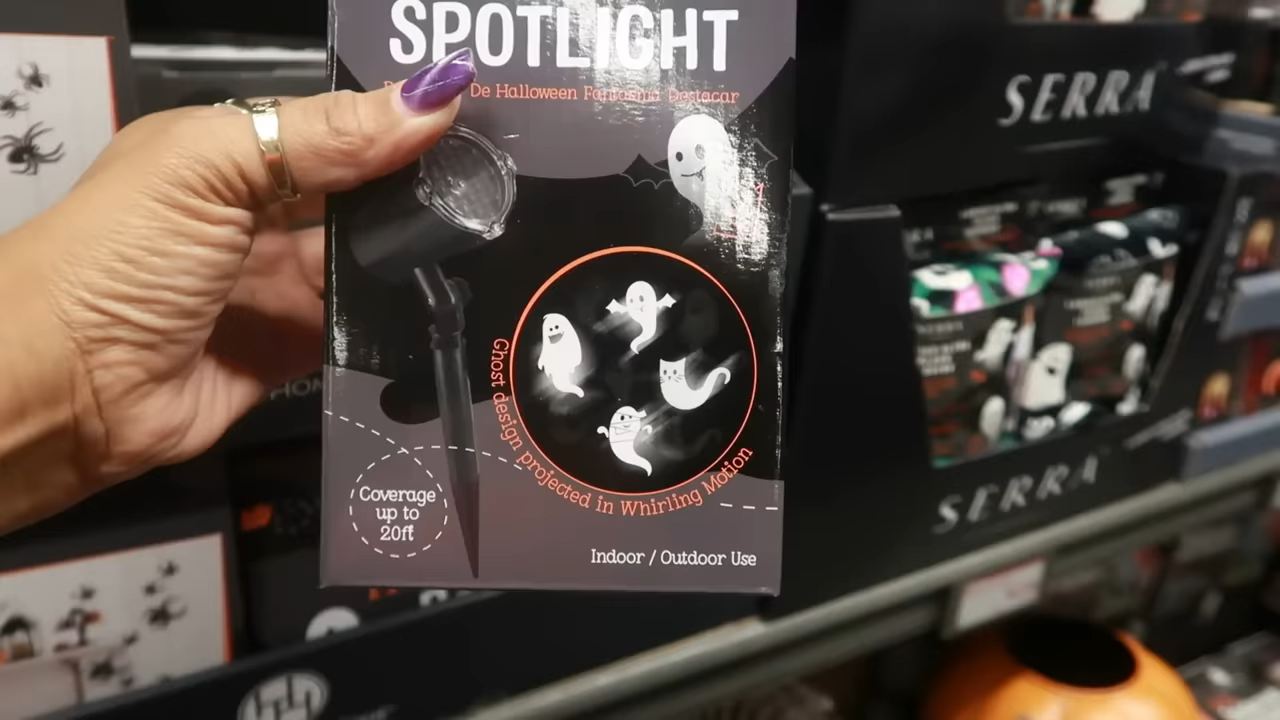 SPOTLIGHT
De Halloween Fantasma Destacar
Ghost design projected in Whirling Motion
Coverage
up to
20ft
Indoor / Outdoor Use
SERRA
SERRA
HOM